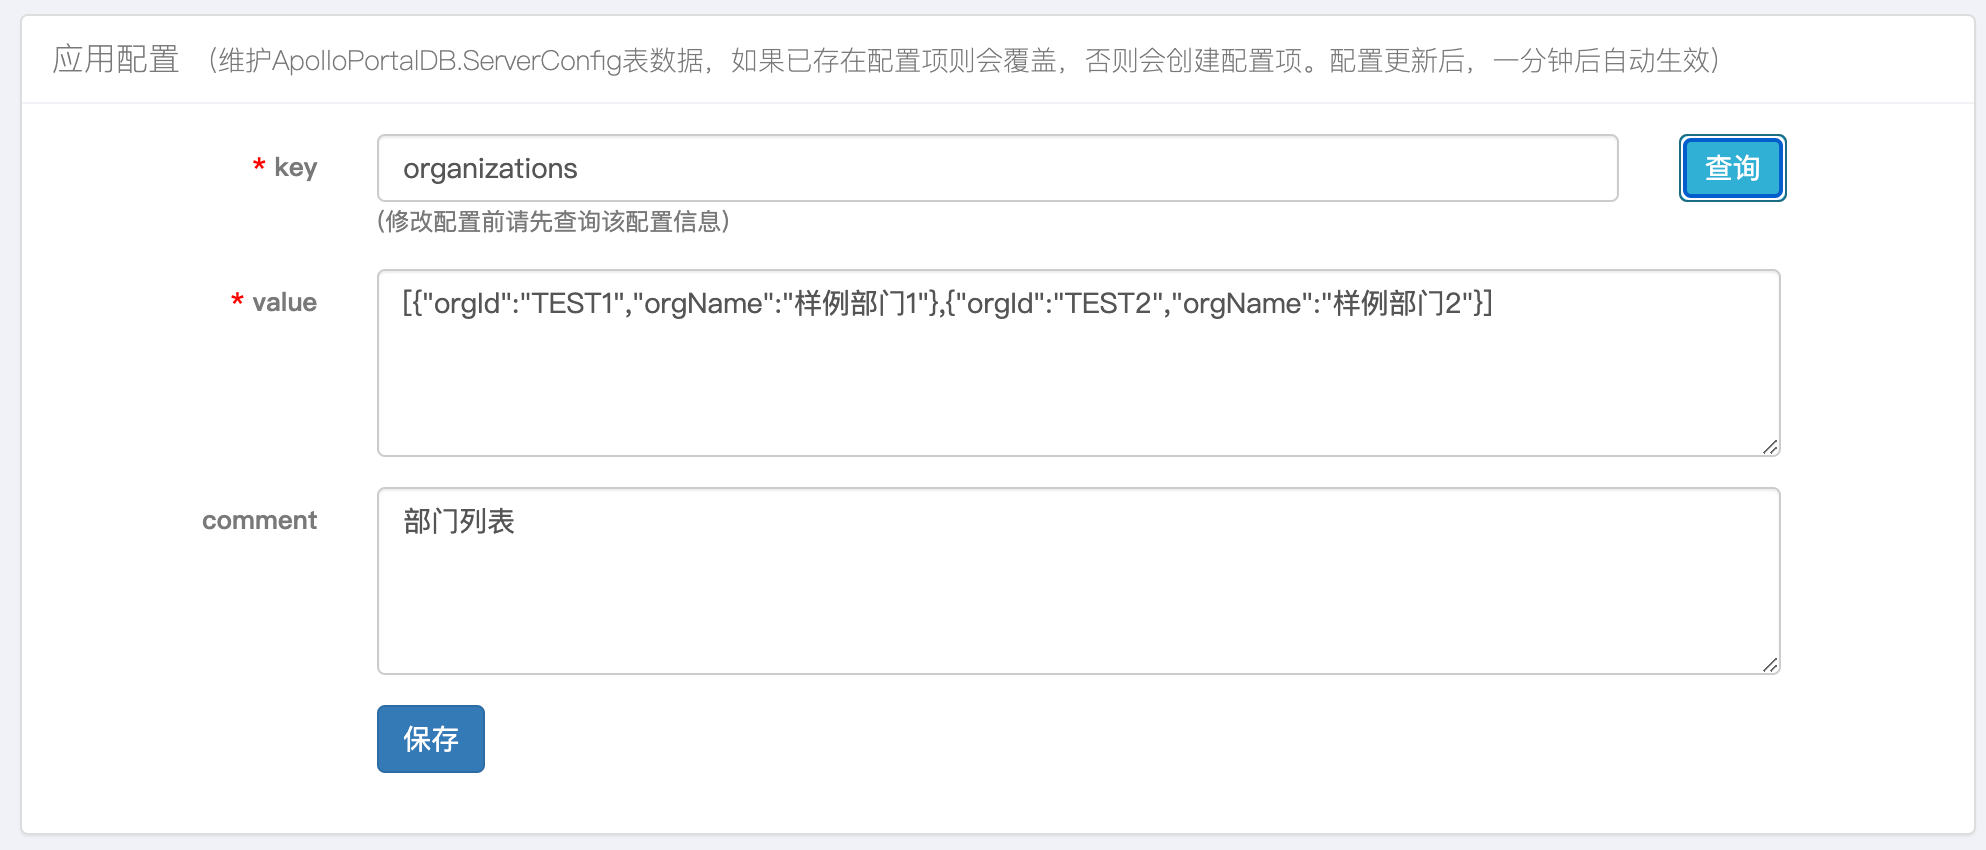 应用配置 （维护ApolloPortalDB.ServerConfig表数据，如果已存在配置项则会覆盖，否则会创建配置项。配置更新后，一分钟后自动生效）
* key
organizations
查询
(修改配置前请先查询该配置信息)
* value
[{"orgId":"TEST1","orgName":"样例部门1"},{"orgId":"TEST2","orgName":"样例部门2"}]
comment
部门列表
保存